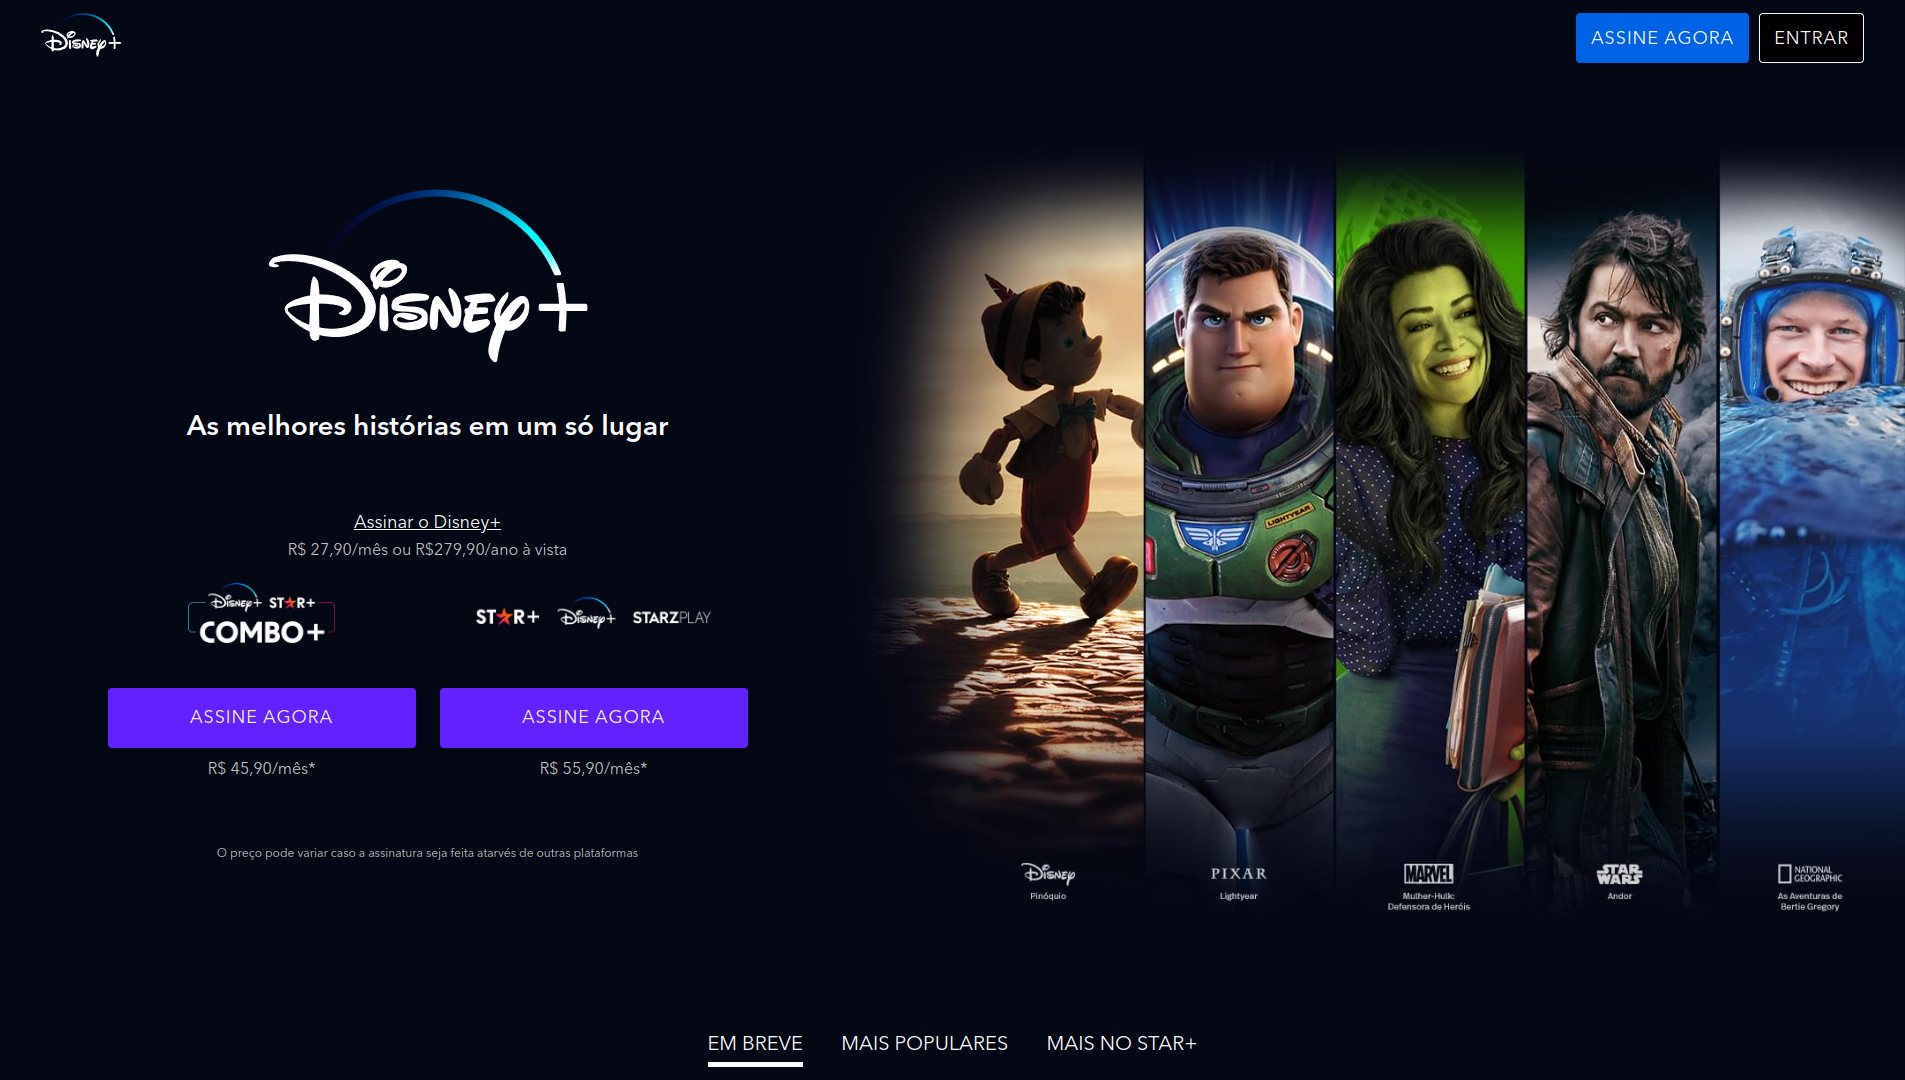 Disney+
ASSINE AGORA
ENTRAR
Disney+
As melhores histórias em um só lugar
Assinar o Disney+
R$ 27,90/mês ou R$279,90/ano à vista
Disney+ ST★R+
COMBO+
ST★R+ Disney+ STARZPLAY
ASSINE AGORA
ASSINE AGORA
R$ 45,90/mês*
R$ 55,90/mês*
O preço pode variar caso a assinatura seja feita atarvés de outras plataformas
LIGHTYEAR
Disney
Pinóquio
PIXAR
Lightyear
MARVEL
Mulher-Hulk:
Defensora de Heróis
STAR
WARS
Andor
NATIONAL
GEOGRAPHIC
As Aventuras de
Bertie Gregory
EM BREVE
MAIS POPULARES
MAIS NO STAR+